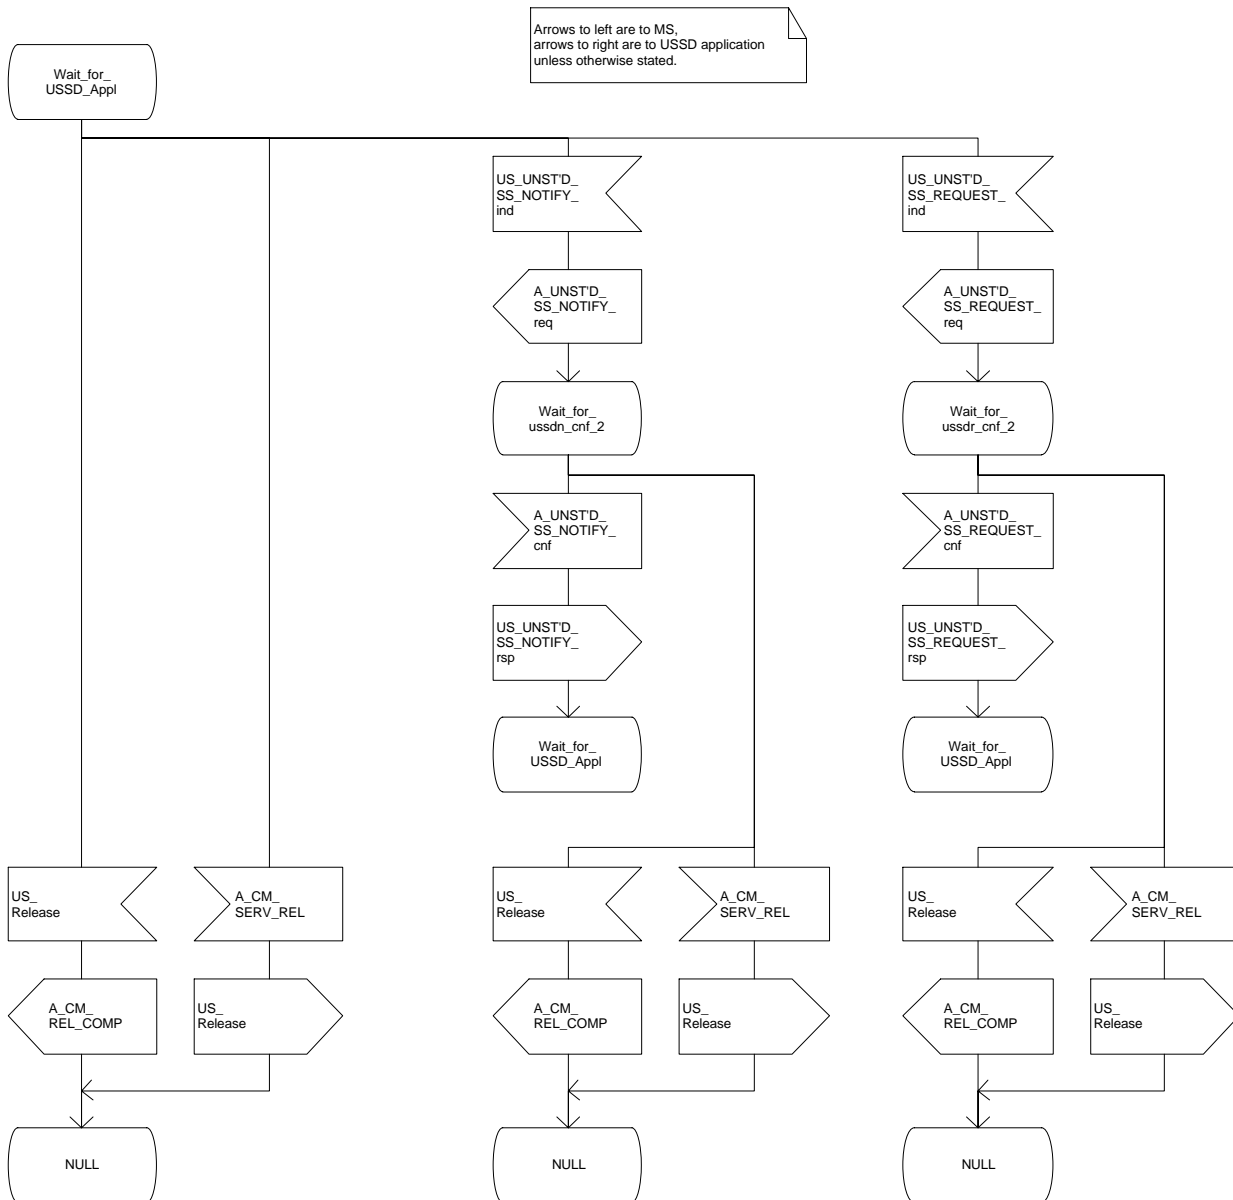 Arrows to left are to MS,
arrows to right are to USSD application
unless otherwise stated.
Wait_for_
USSD_Appl
US_UNST'D_
SS_NOTIFY_
ind
US_UNST'D_
SS_REQUEST_
ind
A_UNST'D_
SS_NOTIFY_
req
A_UNST'D_
SS_REQUEST_
req
Wait_for_
ussdn_cnf_2
Wait_for_
ussdr_cnf_2
A_UNST'D_
SS_NOTIFY_
cnf
A_UNST'D_
SS_REQUEST_
cnf
US_UNST'D_
SS_NOTIFY_
rsp
US_UNST'D_
SS_REQUEST_
rsp
Wait_for_
USSD_Appl
Wait_for_
USSD_Appl
US_
Release
A_CM_
SERV_REL
US_
Release
A_CM_
SERV_REL
US_
Release
A_CM_
SERV_REL
A_CM_
REL_COMP
US_
Release
A_CM_
REL_COMP
US_
Release
A_CM_
REL_COMP
US_
Release
NULL
NULL
NULL